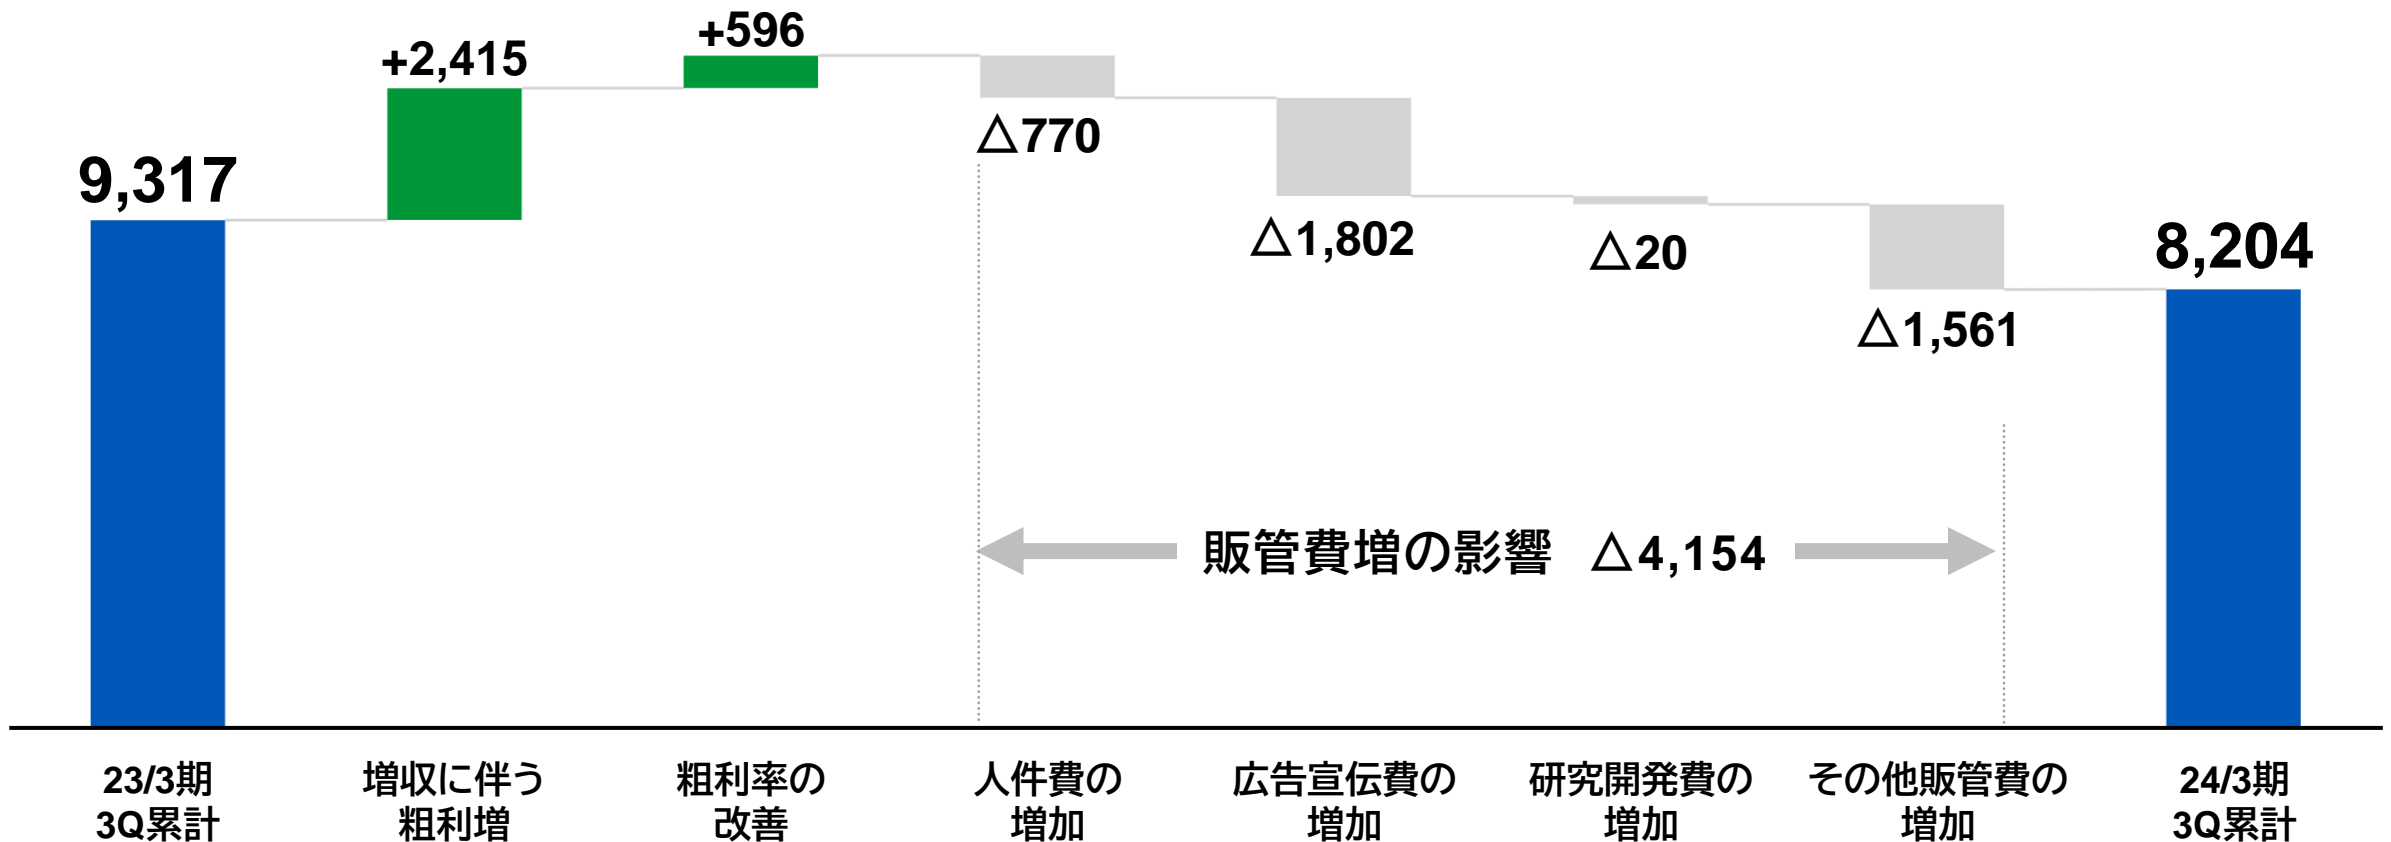 9,317
+2,415
+596
△770
△1,802
△20
△1,561
8,204
販管費増の影響 △4,154
23/3期
3Q累計
増収に伴う
粗利増
粗利率の
改善
人件費の
増加
広告宣伝費の
増加
研究開発費の
増加
その他販管費の
増加
24/3期
3Q累計